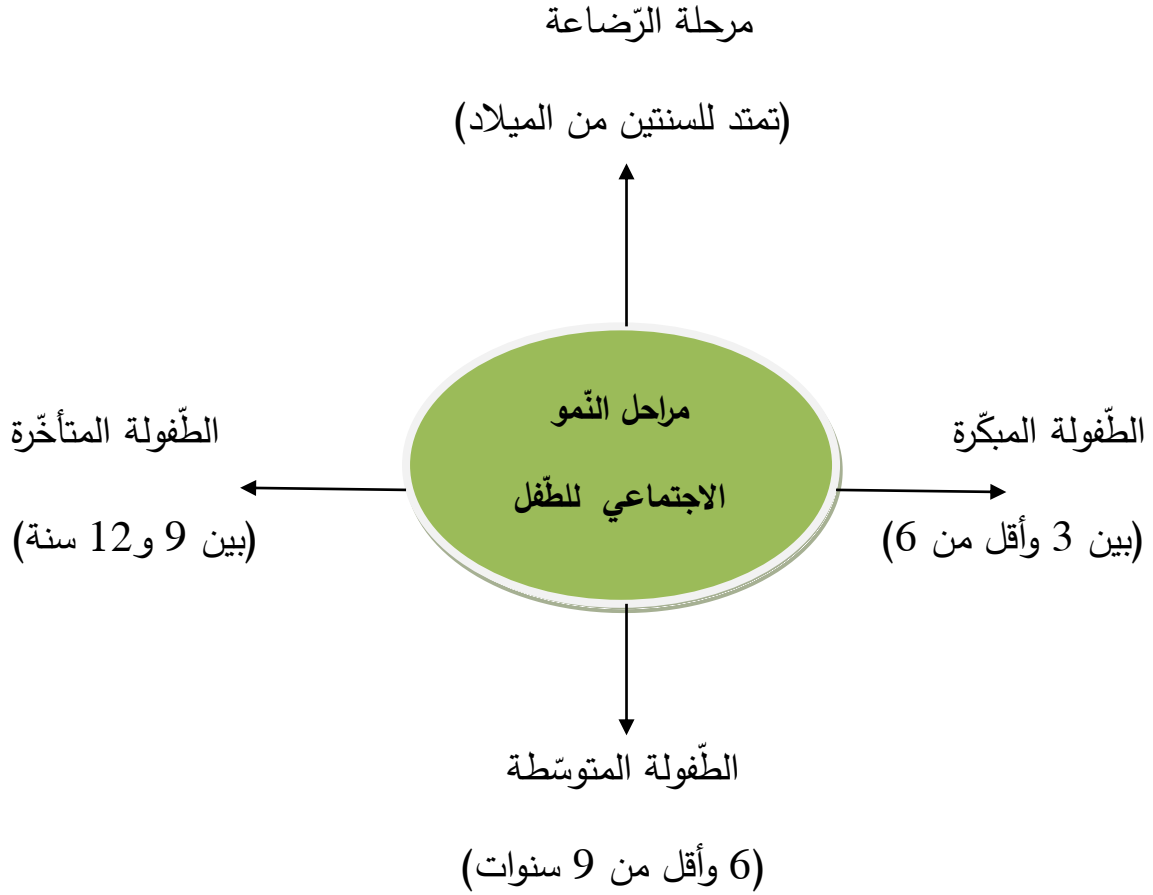 مرحلة الرّضاعة
(تمتد للسنتين من الميلاد)
مراحل النّمو
الاجتماعي للطّفل
الطّفولة المبكّرة
(بين 3 وأقل من 6)
الطّفولة المتوسّطة
(6 وأقل من 9 سنوات)
الطّفولة المتأخّرة
(بين 9 و12 سنة)